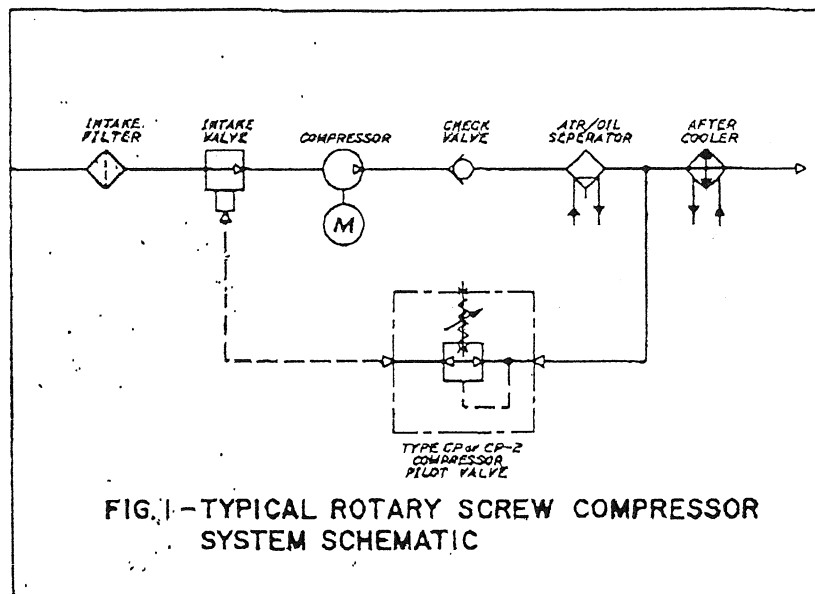 INTAKE
FILTER
INTAKE
VALVE
COMPRESSOR
CHECK
VALVE
AIR/OIL
SEPERATOR
AFTER
COOLER
M
TYPE CP or CP-2
COMPRESSOR
PILOT VALVE
FIG. 1 - TYPICAL ROTARY SCREW COMPRESSOR
SYSTEM SCHEMATIC